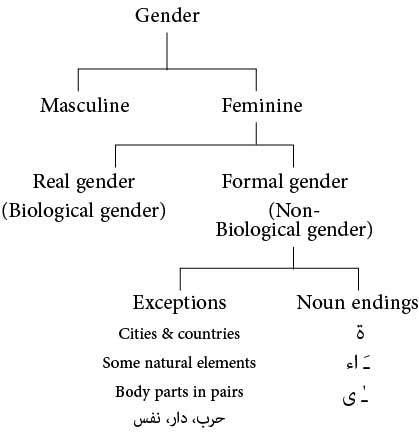 Gender
Masculine Feminine
Real gender Formal gender
(Biological gender) (Non-
Biological gender)
Exceptions Noun endings
Cities & countries ة
Some natural elements ـَ اء
Body parts in pairs ـٰ ى
حرب، دار، نفس